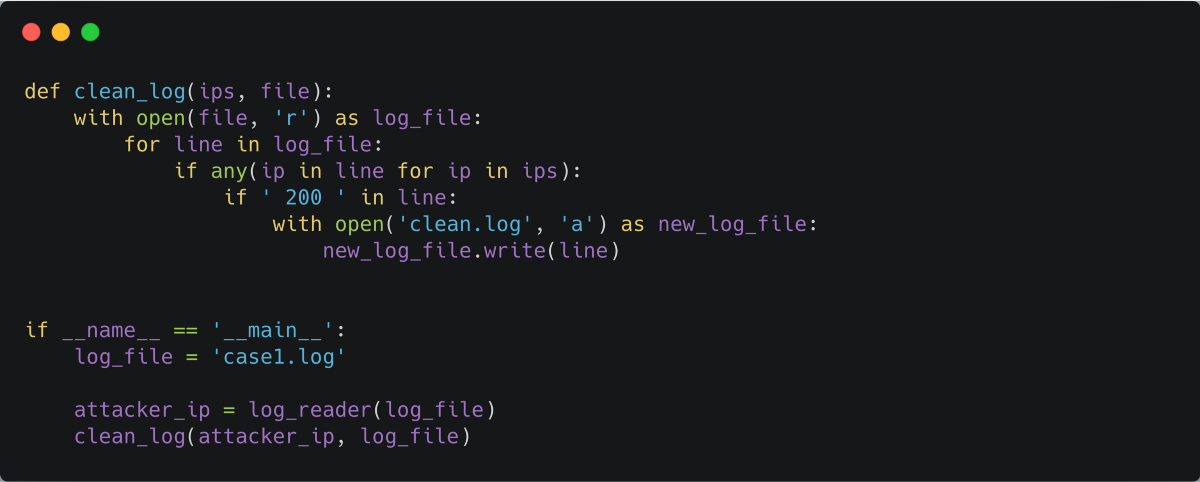 def clean_log(ips, file):
    with open(file, 'r') as log_file:
        for line in log_file:
            if any(ip in line for ip in ips):
                if ' 200 ' in line:
                    with open('clean.log', 'a') as new_log_file:
                        new_log_file.write(line)
if __name__ == '__main__':
    log_file = 'case1.log'
    attacker_ip = log_reader(log_file)
    clean_log(attacker_ip, log_file)